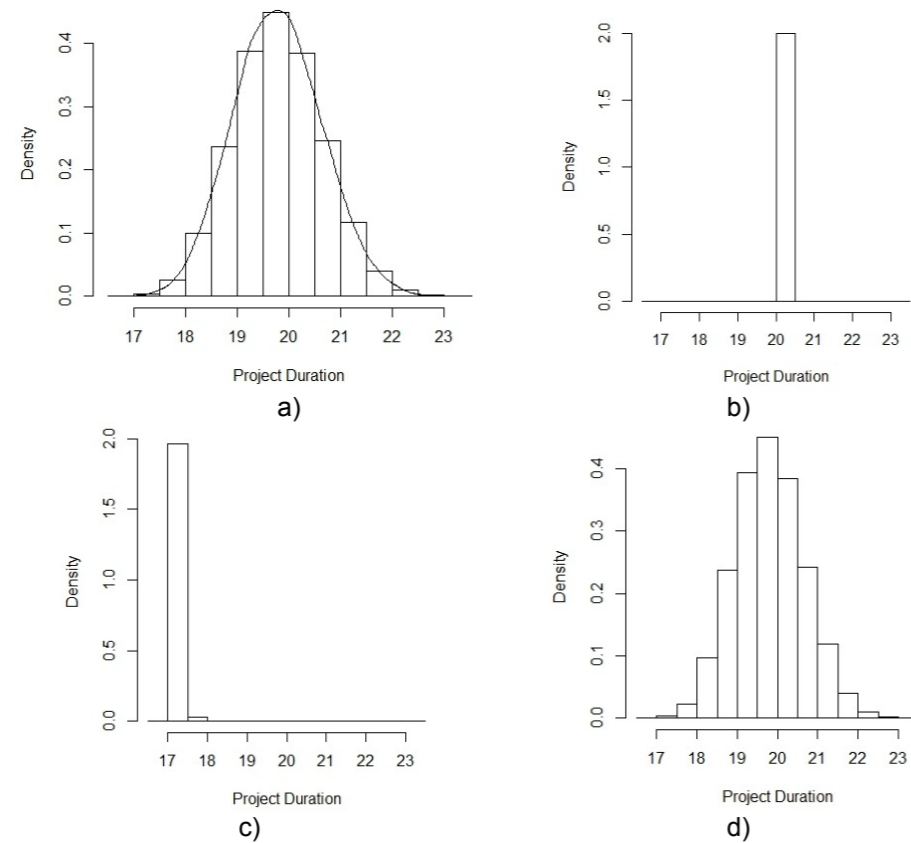 Density
0.0 0.1 0.2 0.3 0.4
17 18 19 20 21 22 23
Project Duration
a)
Density
0.0 0.5 1.0 1.5 2.0
17 18 19 20 21 22 23
Project Duration
b)
Density
0.0 0.5 1.0 1.5 2.0
17 18 19 20 21 22 23
Project Duration
c)
Density
0.0 0.1 0.2 0.3 0.4
17 18 19 20 21 22 23
Project Duration
d)